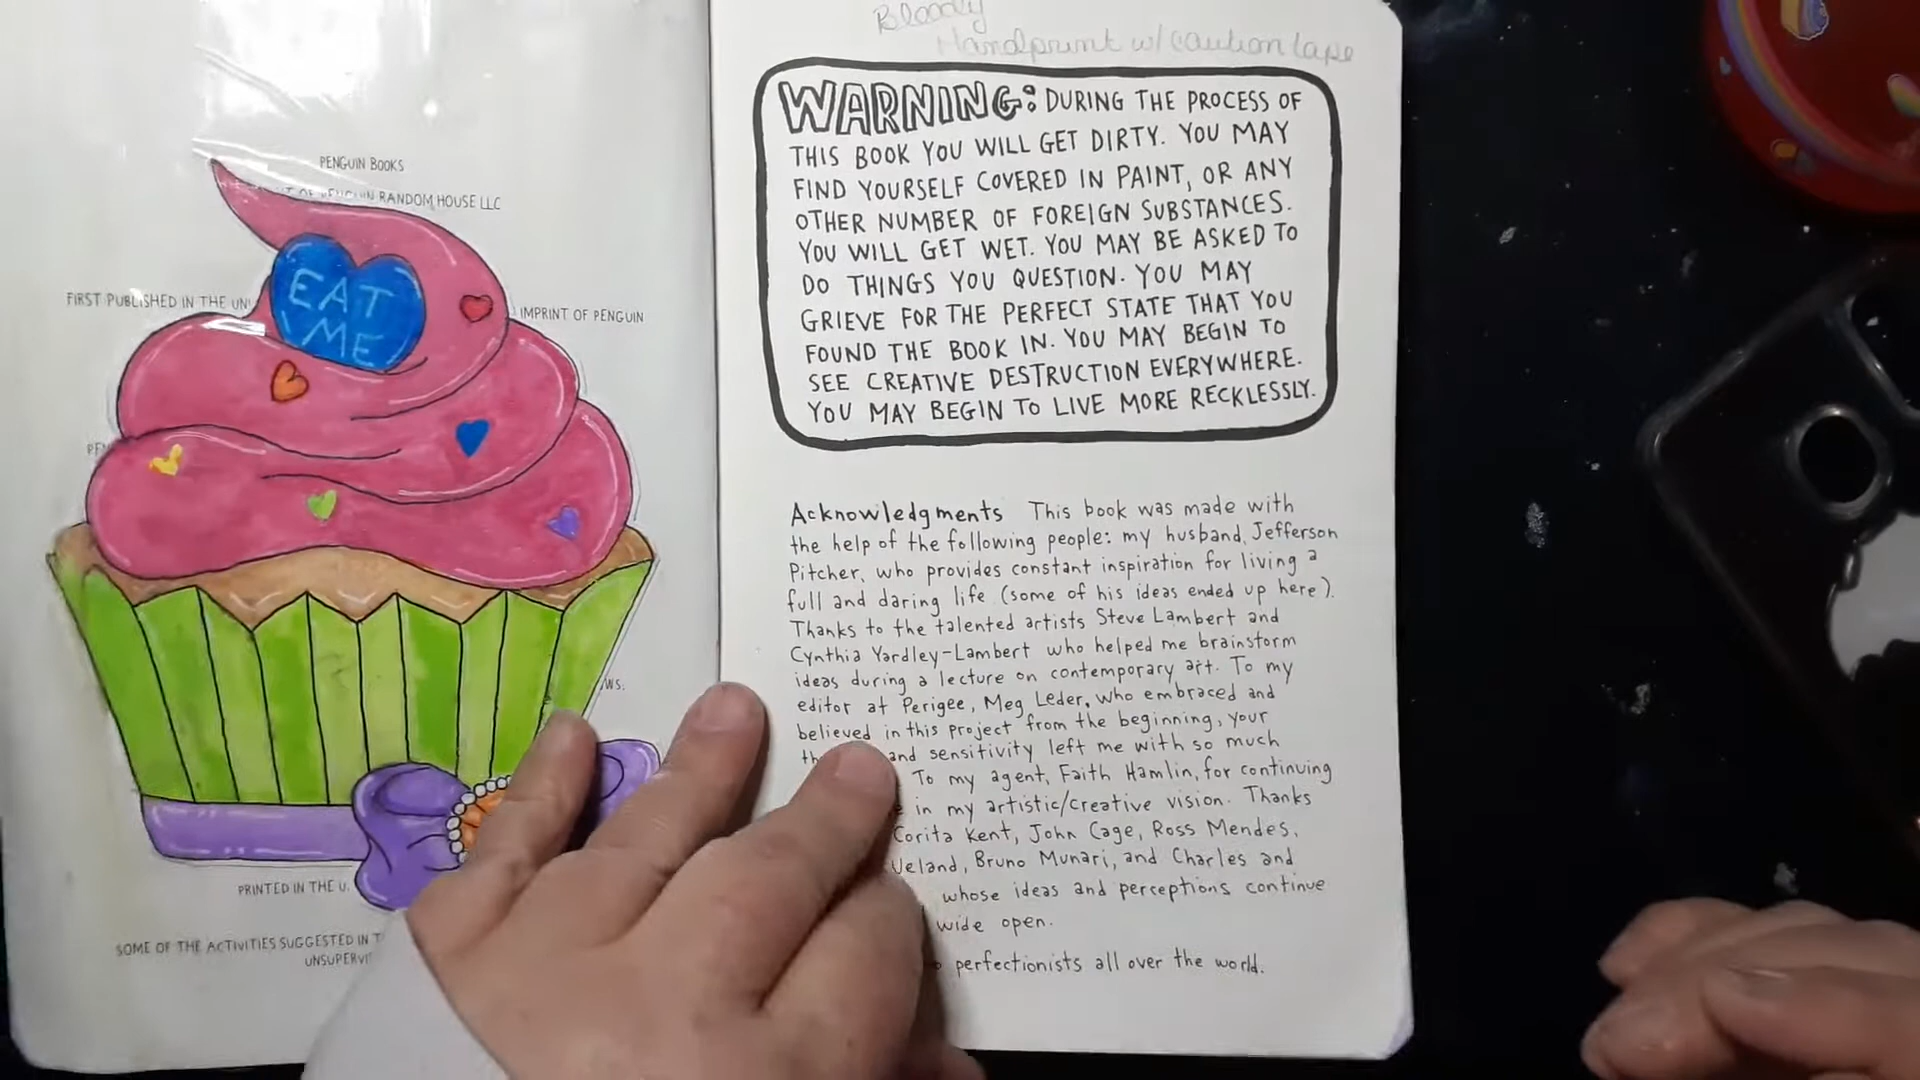 PENGUIN BOOKS
OF PENGUIN RANDOM HOUSE LLC
FIRST PUBLISHED IN THE
IMPRINT OF PENGUIN
EAT
ME
PRINTED IN THE U.
SOME OF THE ACTIVITIES SUGGESTED IN
Bloody
Handprint w/ caution tape
WARNING: DURING THE PROCESS OF
THIS BOOK YOU WILL GET DIRTY. YOU MAY
FIND YOURSELF COVERED IN PAINT, OR ANY
OTHER NUMBER OF FOREIGN SUBSTANCES.
YOU WILL GET WET. YOU MAY BE ASKED TO
DO THINGS YOU QUESTION. YOU MAY
GRIEVE FOR THE PERFECT STATE THAT YOU
FOUND THE BOOK IN. YOU MAY BEGIN TO
SEE CREATIVE DESTRUCTION EVERYWHERE.
YOU MAY BEGIN TO LIVE MORE RECKLESSLY.
Acknowledgments This book was made with
the help of the following people: my husband, Jefferson
Pitcher, who provides constant inspiration for living a
full and daring life (some of his ideas ended up here).
Thanks to the talented artists Steve Lambert and
Cynthia Yardley-Lambert who helped me brainstorm
ideas during a lecture on contemporary art. To my
editor at Perigee, Meg Leder, who embraced and
believed in this project from the beginning, your
and sensitivity left me with so much
To my agent, Faith Hamlin, for continuing
in my artistic/creative vision. Thanks
Corita Kent, John Cage, Ross Mendes,
Bruno Munari, and Charles and
whose ideas and perceptions continue
wide open.
perfectionists all over the world.